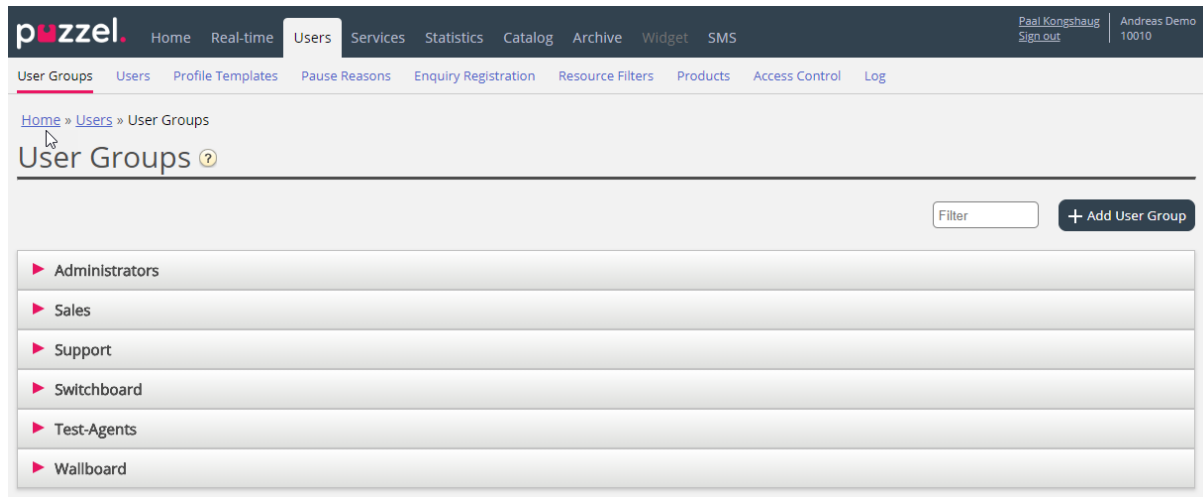 puzzel. Home Real-time Users Services Statistics Catalog Archive Widget SMS
Paal Kongshaug Andreas Demo
Sign out 10010
User Groups Users Profile Templates Pause Reasons Enquiry Registration Resource Filters Products Access Control Log
Home » Users » User Groups
User Groups ?
Filter + Add User Group
Administrators
Sales
Support
Switchboard
Test-Agents
Wallboard